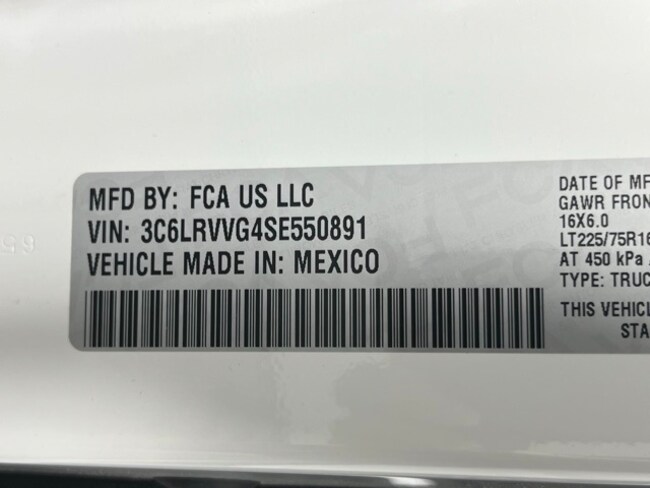 MFD BY: FCA US LLC
VIN: 3C6LRVVG4SE550891
VEHICLE MADE IN: MEXICO
DATE OF MF
GAWR FRON
16X6.0
LT225/75R16
AT 450 kPa
TYPE: TRUC
THIS VEHICL
STA